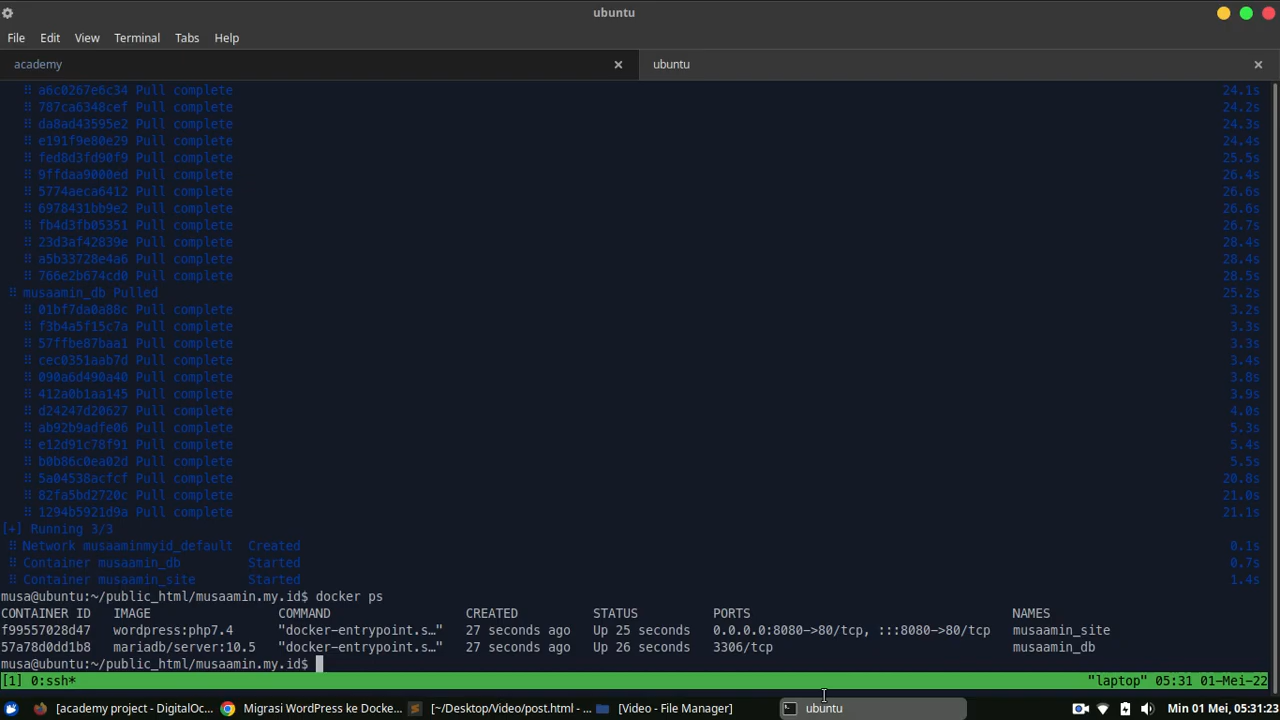 ubuntu
File Edit View Terminal Tabs Help
academy ubuntu
a6c0267e6c34 Pull complete 24.1s
787ca6348cef Pull complete 24.2s
da8ad43595e2 Pull complete 24.3s
e191f9e80e29 Pull complete 24.4s
fed8d3fd90f9 Pull complete 25.5s
9ffdaa9000ed Pull complete 26.4s
5774aeca6412 Pull complete 26.6s
6978431bb9e2 Pull complete 26.6s
fb4d3fb05351 Pull complete 26.7s
23d3af42839e Pull complete 28.4s
a5b33728e4a6 Pull complete 28.4s
766e2b674cd0 Pull complete 28.5s
musaamin_db Pulled 25.2s
01bf7da0a88c Pull complete 3.2s
f3b4a5f15c7a Pull complete 3.3s
57ffbe87baa1 Pull complete 3.3s
cec0351aab7d Pull complete 3.4s
090a6d490a40 Pull complete 3.8s
412a0b1aa145 Pull complete 3.9s
d24247d20627 Pull complete 4.0s
ab92b9adfe06 Pull complete 5.3s
e12d91c78f91 Pull complete 5.4s
b0b86c0ea02d Pull complete 5.5s
5a04538acfcf Pull complete 20.8s
82fa5bd2720c Pull complete 21.0s
1294b5921d9a Pull complete 21.1s
[+] Running 3/3
Network musaaminmyid_default Created 0.1s
Container musaamin_db Started 0.7s
Container musaamin_site Started 1.4s
musa@ubuntu:~/public_html/musaamin.my.id$ docker ps
CONTAINER ID IMAGE COMMAND CREATED STATUS PORTS NAMES
f99557028d47 wordpress:php7.4 "docker-entrypoint.s…" 27 seconds ago Up 25 seconds 0.0.0.0:8080->80/tcp, :::8080->80/tcp musaamin_site
57a78d0dd1b8 mariadb/server:10.5 "docker-entrypoint.s…" 27 seconds ago Up 26 seconds 3306/tcp musaamin_db
musa@ubuntu:~/public_html/musaamin.my.id$
[1] 0:ssh* "laptop" 05:31 01-Mei-22
[academy project - DigitalOc... Migrasi WordPress ke Docke... [~/Desktop/Video/post.html - ... [Video - File Manager] ubuntu Min 01 Mei, 05:31:23